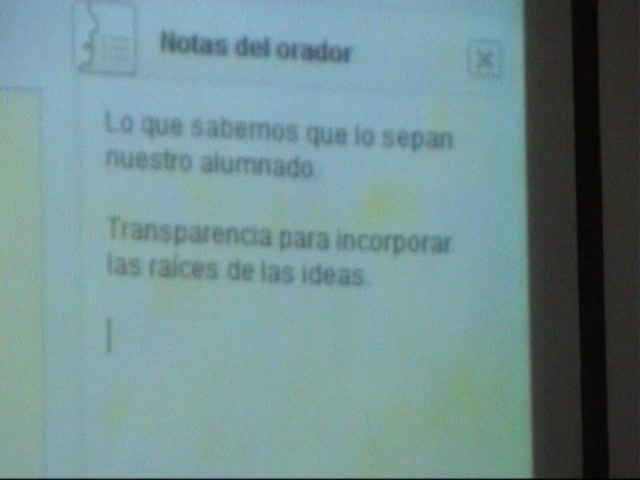 Notas del orador
Lo que sabemos que lo sepan
nuestro alumnado.
Transparencia para incorporar
las raíces de las ideas.